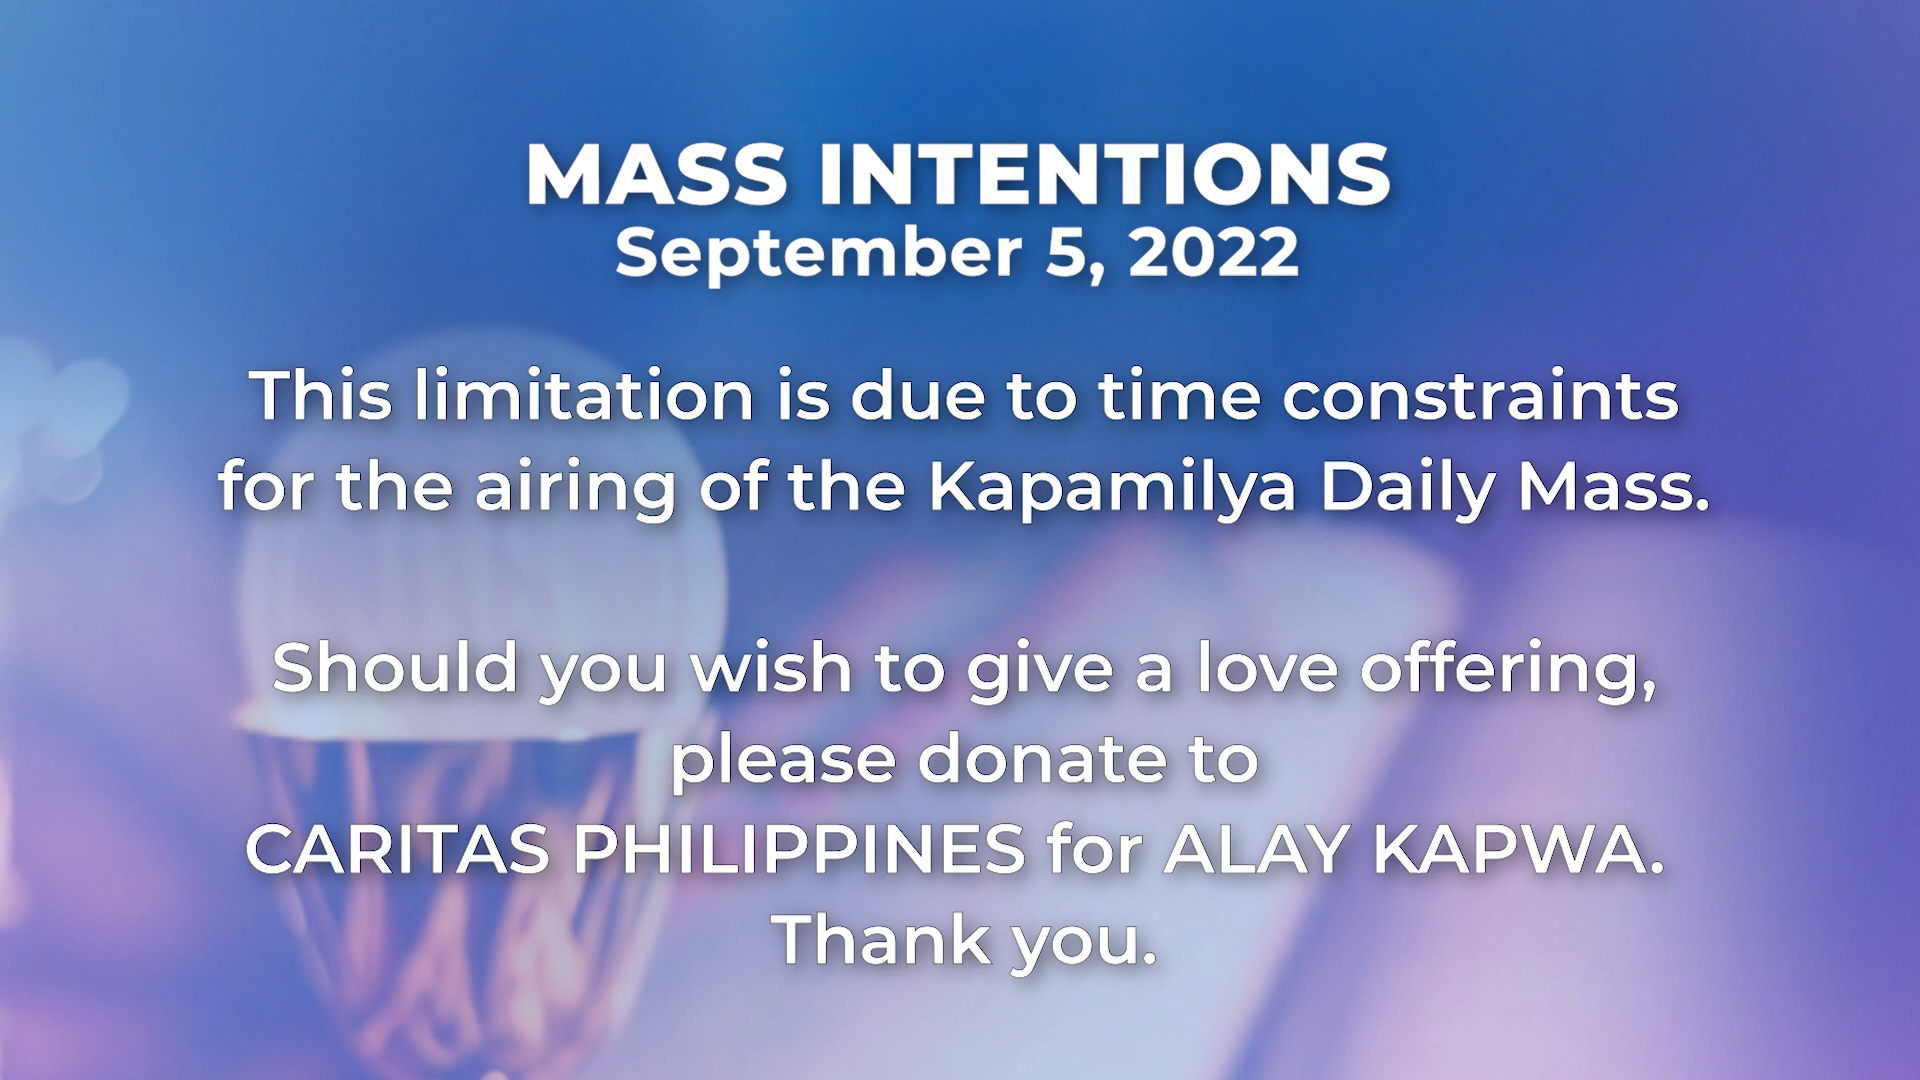 MASS INTENTIONS
September 5, 2022
This limitation is due to time constraints
for the airing of the Kapamilya Daily Mass.
Should you wish to give a love offering,
please donate to
CARITAS PHILIPPINES for ALAY KAPWA.
Thank you.